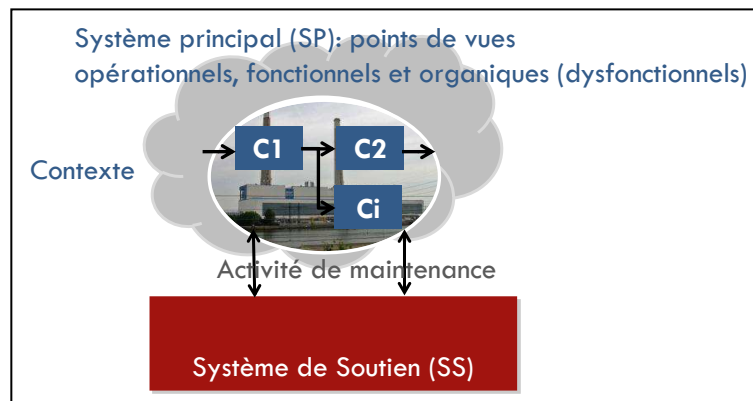 Système principal (SP): points de vues
opérationnels, fonctionnels et organiques (dysfonctionnels)
C1
C2
Contexte
Ci
Activité de maintenance
Système de Soutien (SS)